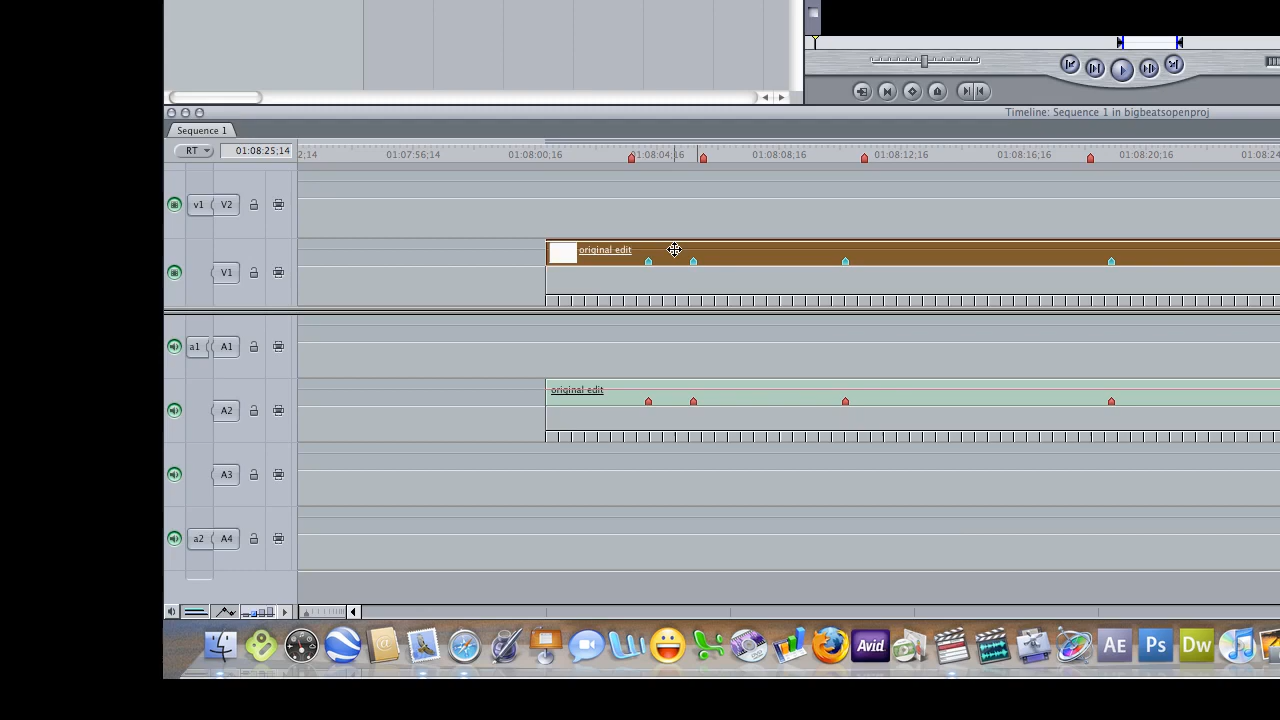 Timeline: Sequence 1 in bigbeatsopenproj
Sequence 1
RT 01:08:25;14 2;14 01:07:56;14 01:08:00;16 01:08:04;16 01:08:08;16 01:08:12;16 01:08:16;16 01:08:20;16 01:08:24
v1 V2
original edit
V1
a1 A1
original edit
A2
A3
a2 A4
Avid AE Ps Dw